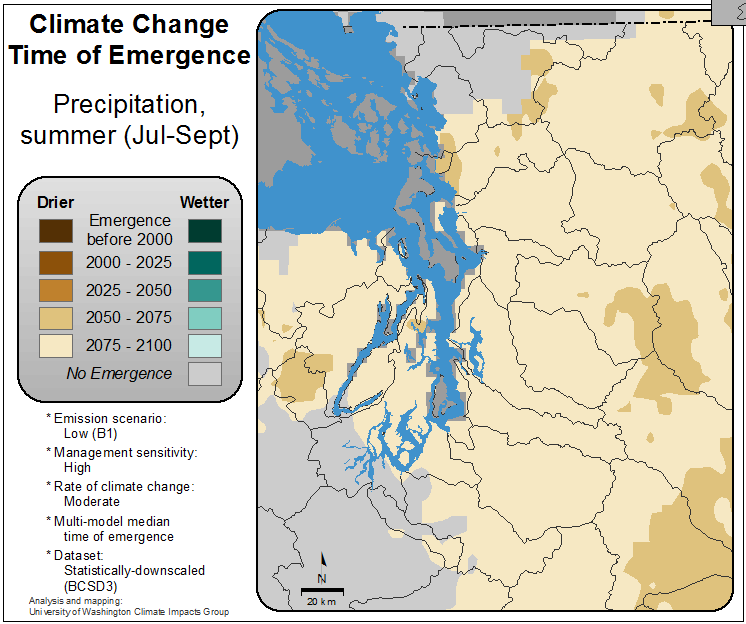 Climate Change
Time of Emergence
Precipitation,
summer (Jul-Sept)
Drier
Wetter
Emergence
before 2000
2000 - 2025
2025 - 2050
2050 - 2075
2075 - 2100
No Emergence
* Emission scenario:
Low (B1)
* Management sensitivity:
High
* Rate of climate change:
Moderate
* Multi-model median
time of emergence
* Dataset:
Statistically-downscaled
(BCSD3)
Analysis and mapping:
University of Washington Climate Impacts Group
N
20 km